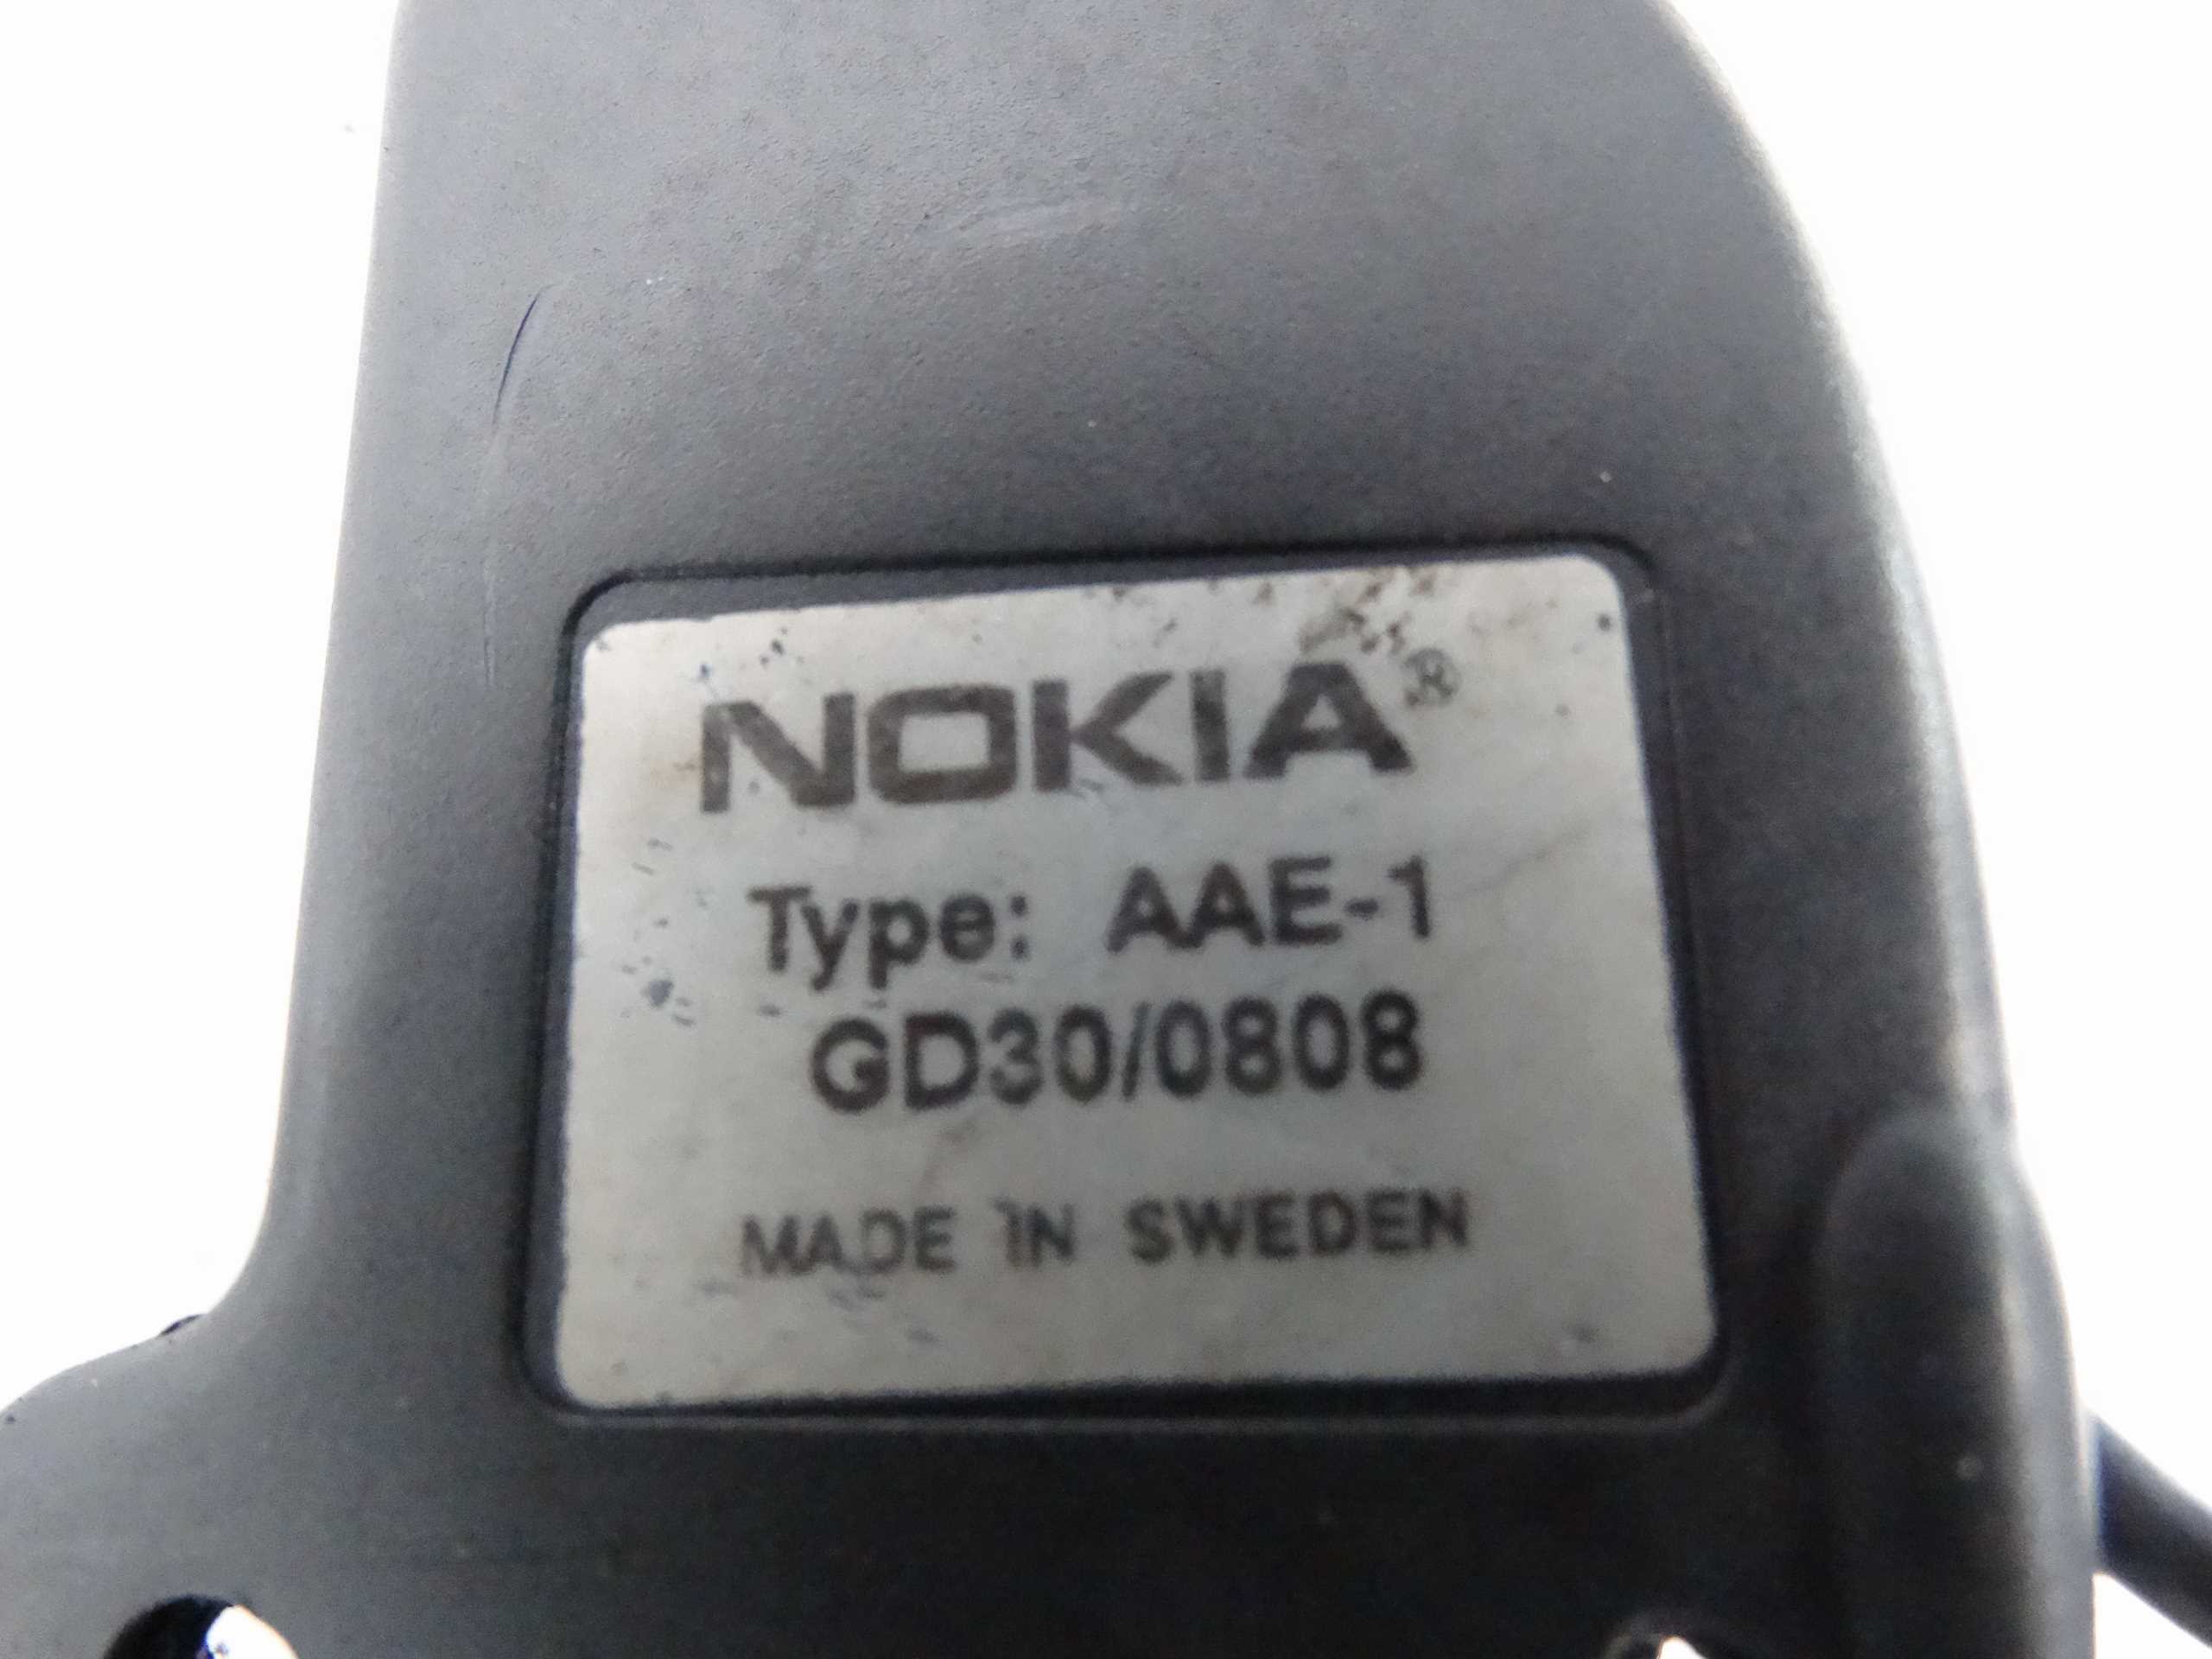 NOKIA®
Type: AAE-1
GD30/0808
MADE IN SWEDEN